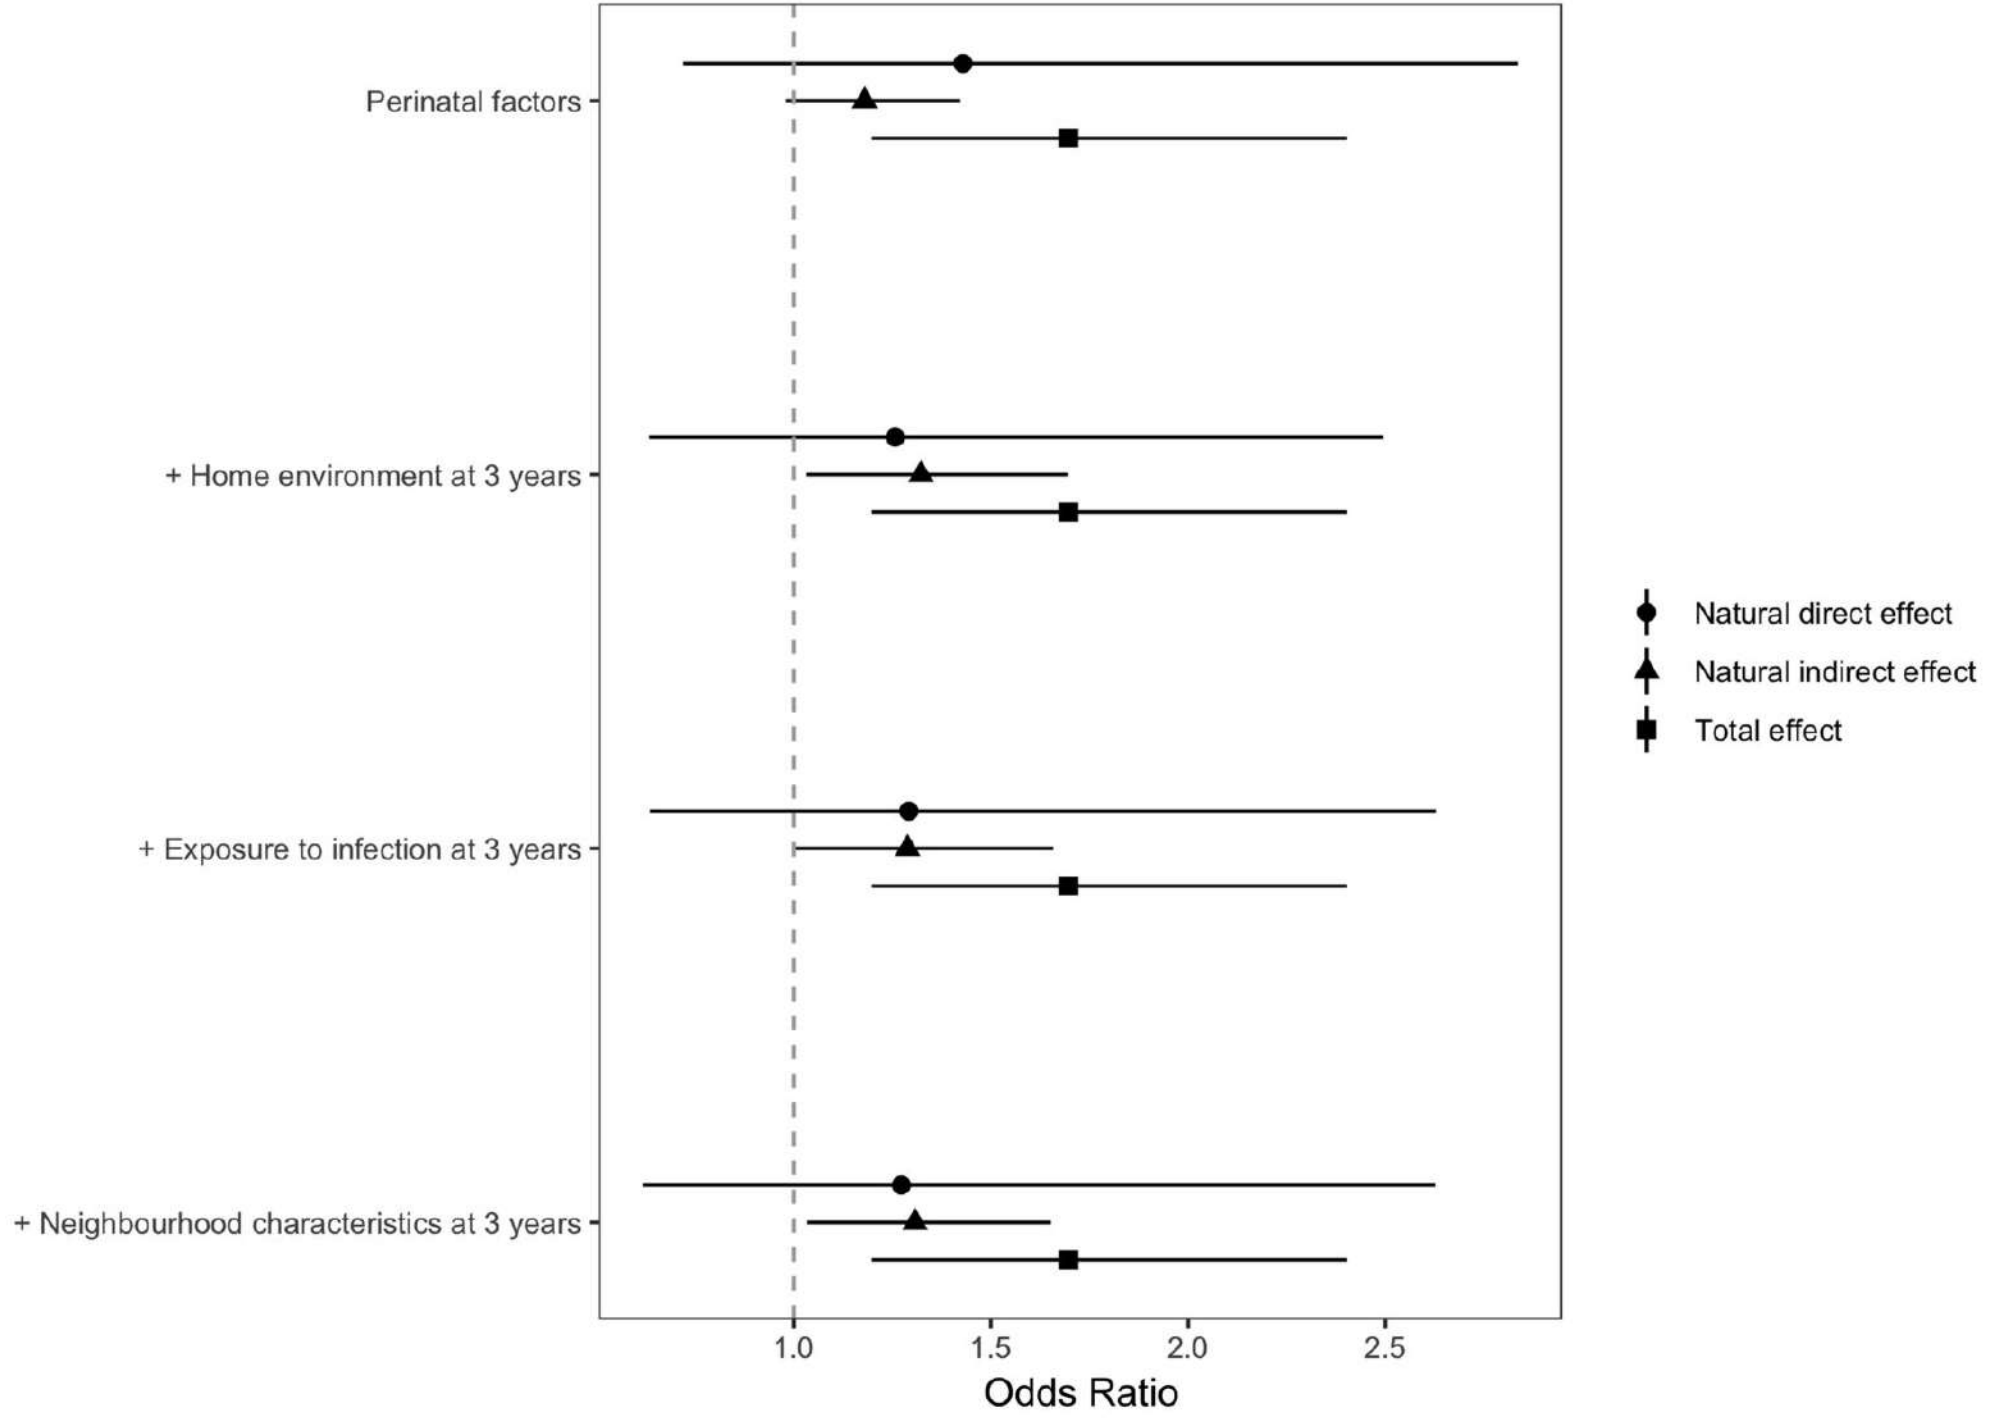 Perinatal factors
+ Home environment at 3 years
+ Exposure to infection at 3 years
+ Neighbourhood characteristics at 3 years
1.0 1.5 2.0 2.5
Odds Ratio
Natural direct effect
Natural indirect effect
Total effect